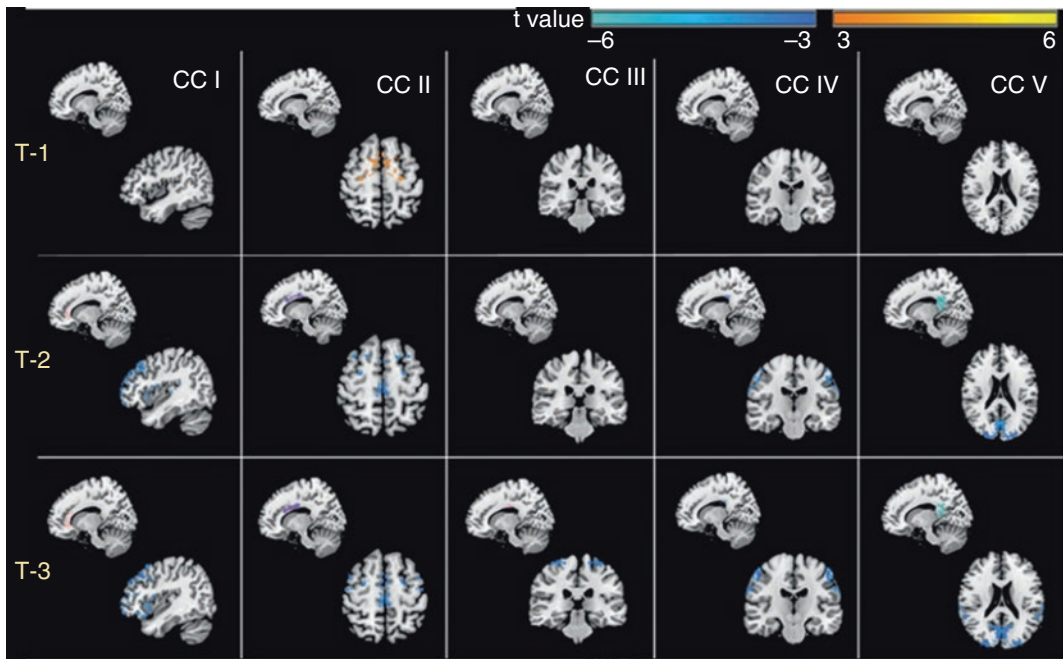 t value
–6 –3 3 6
CC I CC II CC III CC IV CC V
T-1
T-2
T-3